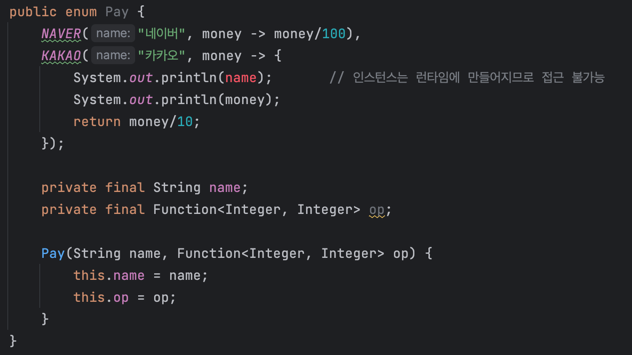 public enum Pay {
NAVER( name: "네이버", money -> money/100),
KAKAO( name: "카카오", money -> {
System.out.println(name); // 인스턴스는 런타임에 만들어지므로 접근 불가능
System.out.println(money);
return money/10;
});
private final String name;
private final Function<Integer, Integer> op;
Pay(String name, Function<Integer, Integer> op) {
this.name = name;
this.op = op;
}
}